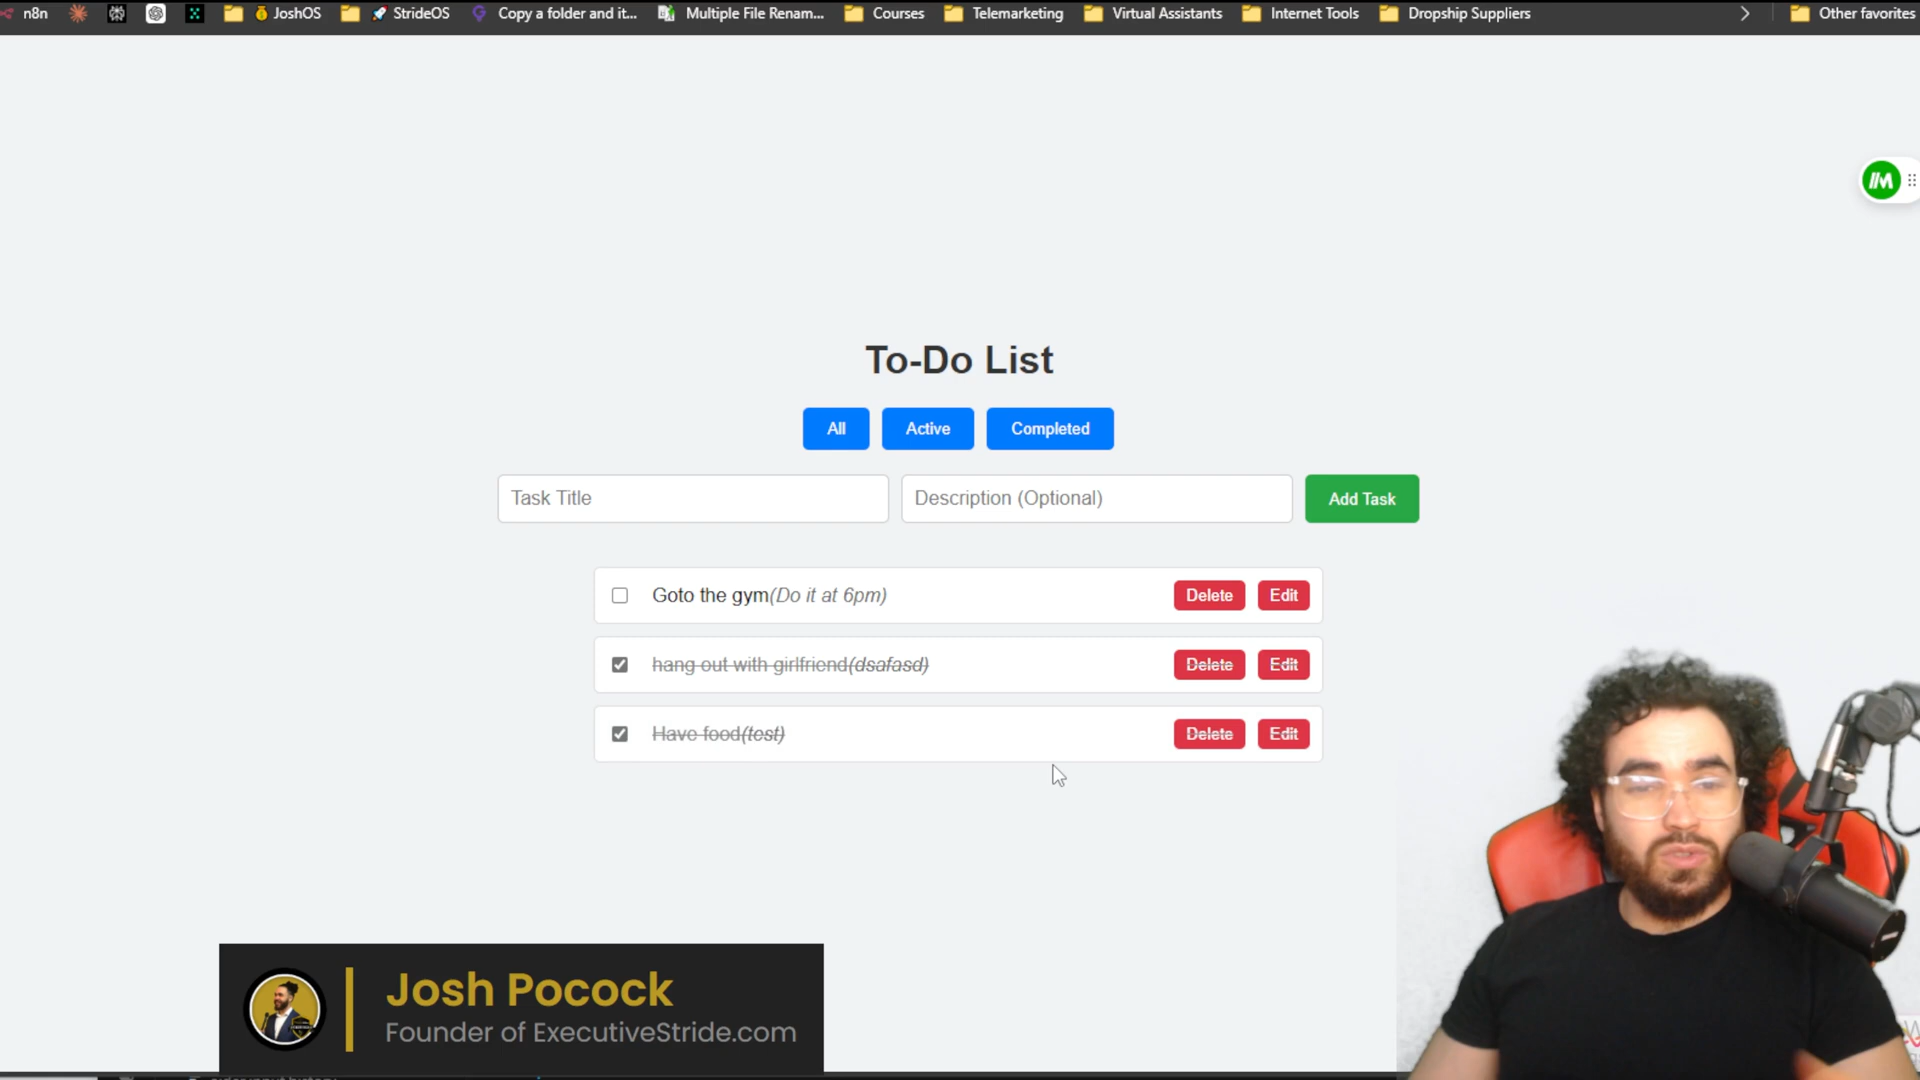 n8n JoshOS StrideOS Copy a folder and it... Multiple File Renam... Courses Telemarketing Virtual Assistants Internet Tools Dropship Suppliers Other favorites
To-Do List
All Active Completed
Task Title Description (Optional) Add Task
Goto the gym(Do it at 6pm) Delete Edit
hang out with girlfriend(dsafasd) Delete Edit
Have food(test) Delete Edit
Josh Pocock
Founder of ExecutiveStride.com